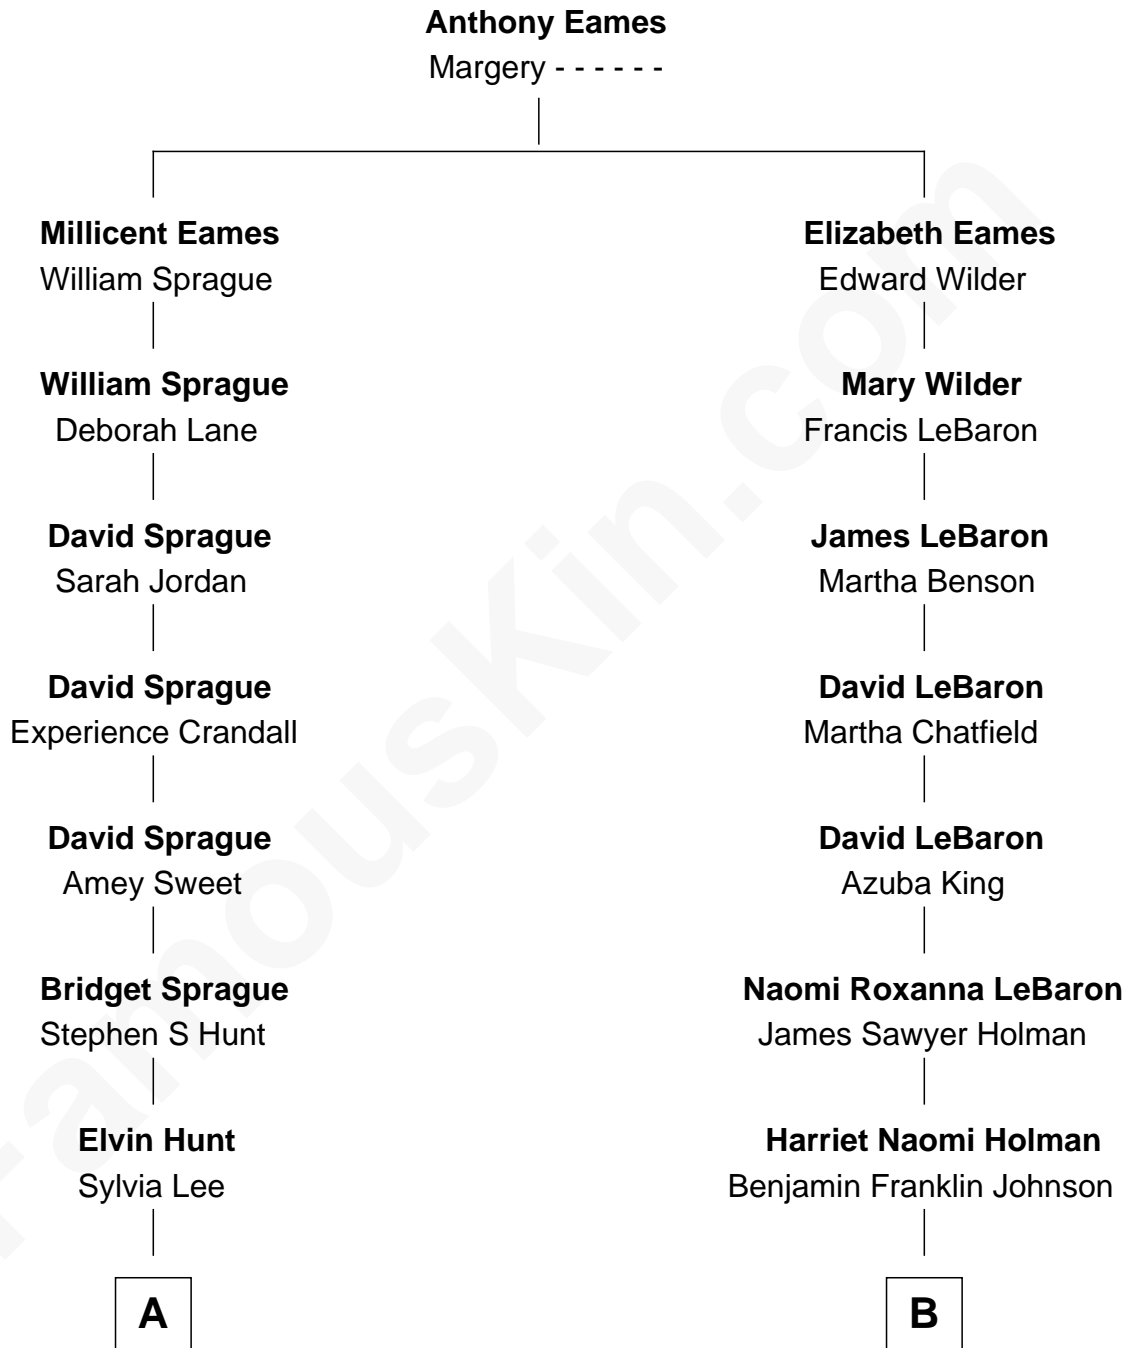 Anthony Eames
Margery - - - - - -
Millicent Eames
William Sprague
Elizabeth Eames
Edward Wilder
William Sprague
Deborah Lane
Mary Wilder
Francis LeBaron
David Sprague
Sarah Jordan
James LeBaron
Martha Benson
David Sprague
Experience Crandall
David LeBaron
Martha Chatfield
David Sprague
Amey Sweet
David LeBaron
Azuba King
Bridget Sprague
Stephen S Hunt
Naomi Roxanna LeBaron
James Sawyer Holman
Elvin Hunt
Sylvia Lee
Harriet Naomi Holman
Benjamin Franklin Johnson
A
B
FamousKin.com